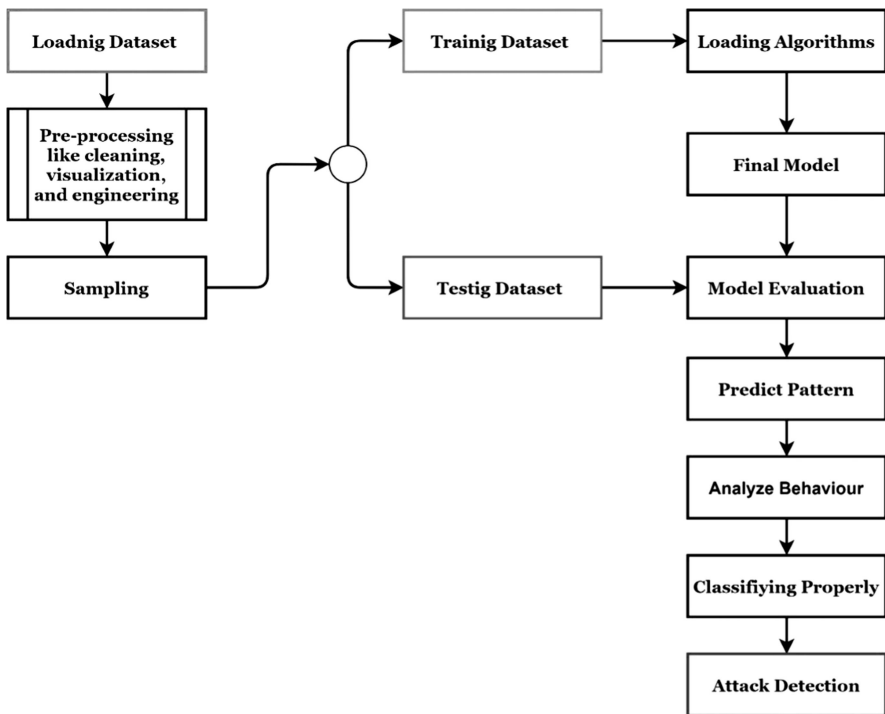 Loadnig Dataset
Pre-processing
like cleaning,
visualization,
and engineering
Sampling
Trainig Dataset
Testig Dataset
Loading Algorithms
Final Model
Model Evaluation
Predict Pattern
Analyze Behaviour
Classifiying Properly
Attack Detection